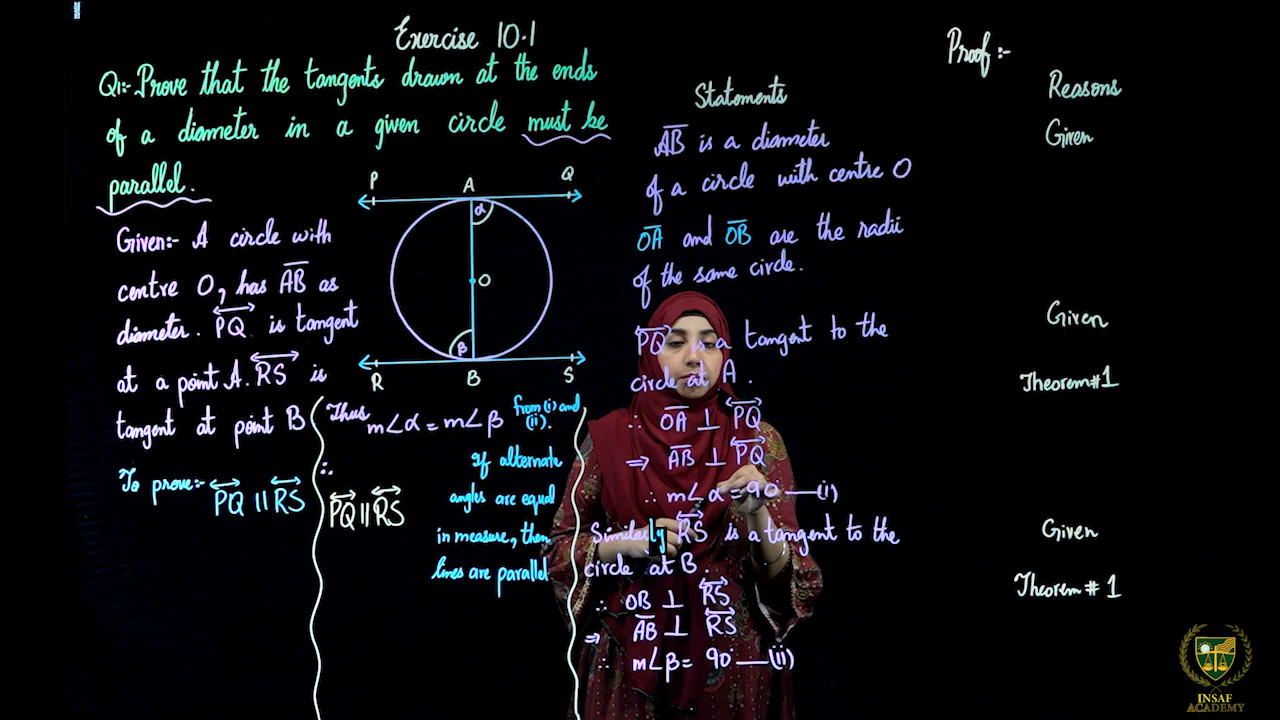 Exercise 10.1
Q1:- Prove that the tangents drawn at the ends
of a diameter in a given circle must be
parallel.
Given:- A circle with
centre O, has AB as
diameter. PQ is tangent
at a point A. RS is
tangent at point B
To prove:- PQ || RS
P A Q
α
O
β
R B S
Thus m∠α = m∠β from (i) and
(ii).
∴
PQ || RS
If alternate
angles are equal
in measure, then
lines are parallel
Proof :-
Statements Reasons
AB is a diameter Given
of a circle with centre O
OA and OB are the radii
of the same circle.
PQ is a tangent to the Given
circle at A. Theorem#1
∴ OA ⊥ PQ
⇒ AB ⊥ PQ
∴ m∠α = 90 —(i)
Similarly RS is a tangent to the Given
circle at B.
∴ OB ⊥ RS Theorem # 1
⇒ AB ⊥ RS
∴ m∠β = 90 —(ii)
INSAF
ACADEMY